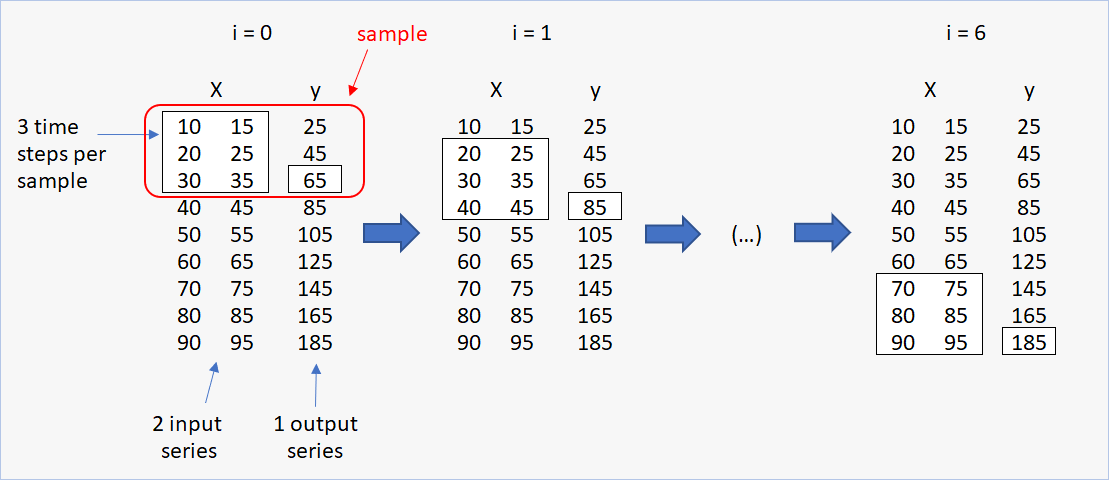 i = 0 sample i = 1 i = 6
X y X y X y
10 15 25 10 15 25 10 15 25
3 time
steps per
sample
20 25 45 20 25 45 20 25 45
30 35 65 30 35 65 30 35 65
40 45 85 40 45 85 40 45 85
50 55 105 50 55 105 (...) 50 55 105
60 65 125 60 65 125 60 65 125
70 75 145 70 75 145 70 75 145
80 85 165 80 85 165 80 85 165
90 95 185 90 95 185 90 95 185
2 input
series
1 output
series